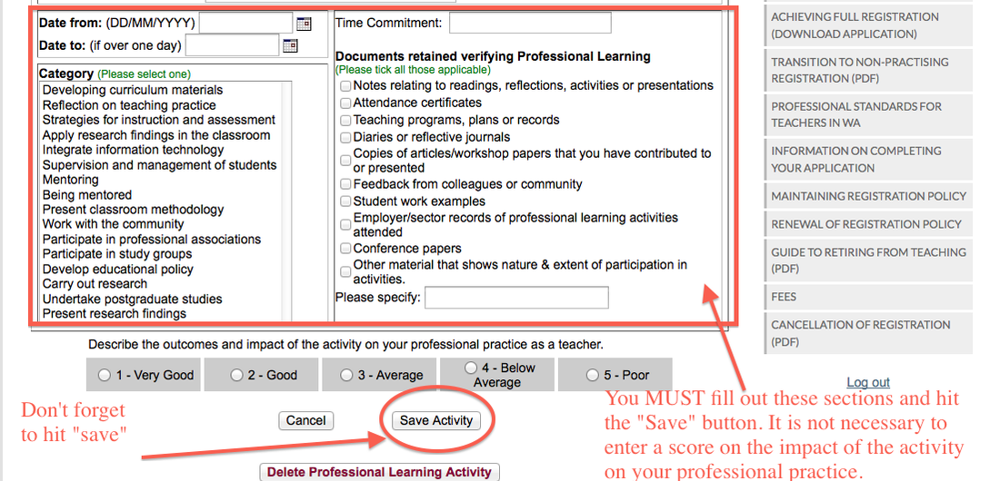 Date from: (DD/MM/YYYY)
Date to: (if over one day)
Category (Please select one)
Developing curriculum materials
Reflection on teaching practice
Strategies for instruction and assessment
Apply research findings in the classroom
Integrate information technology
Supervision and management of students
Mentoring
Being mentored
Present classroom methodology
Work with the community
Participate in professional associations
Participate in study groups
Develop educational policy
Carry out research
Undertake postgraduate studies
Present research findings
Time Commitment:
Documents retained verifying Professional Learning
(Please tick all those applicable)
Notes relating to readings, reflections, activities or presentations
Attendance certificates
Teaching programs, plans or records
Diaries or reflective journals
Copies of articles/workshop papers that you have contributed to
or presented
Feedback from colleagues or community
Student work examples
Employer/sector records of professional learning activities
attended
Conference papers
Other material that shows nature & extent of participation in
activities.
Please specify:
Describe the outcomes and impact of the activity on your professional practice as a teacher.
1 - Very Good
2 - Good
3 - Average
4 - Below
Average
5 - Poor
Don't forget
to hit "save"
Cancel
Save Activity
Delete Professional Learning Activity
ACHIEVING FULL REGISTRATION
(DOWNLOAD APPLICATION)
TRANSITION TO NON-PRACTISING
REGISTRATION (PDF)
PROFESSIONAL STANDARDS FOR
TEACHERS IN WA
INFORMATION ON COMPLETING
YOUR APPLICATION
MAINTAINING REGISTRATION POLICY
RENEWAL OF REGISTRATION POLICY
GUIDE TO RETIRING FROM TEACHING
(PDF)
FEES
CANCELLATION OF REGISTRATION
(PDF)
Log out
You MUST fill out these sections and hit
the "Save" button. It is not necessary to
enter a score on the impact of the activity
on your professional practice.